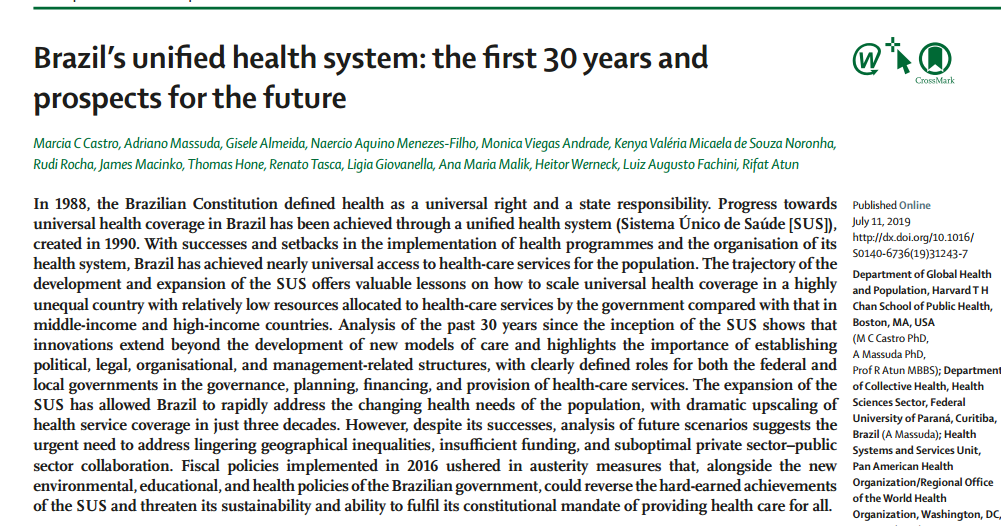 Brazil's unified health system: the first 30 years and
prospects for the future
CrossMark
Marcia C Castro, Adriano Massuda, Gisele Almeida, Naercio Aquino Menezes-Filho, Monica Viegas Andrade, Kenya Valéria Micaela de Souza Noronha,
Rudi Rocha, James Macinko, Thomas Hone, Renato Tasca, Ligia Giovanella, Ana Maria Malik, Heitor Werneck, Luiz Augusto Fachini, Rifat Atun
In 1988, the Brazilian Constitution defined health as a universal right and a state responsibility. Progress towards
universal health coverage in Brazil has been achieved through a unified health system (Sistema Único de Saúde [SUS]),
created in 1990. With successes and setbacks in the implementation of health programmes and the organisation of its
health system, Brazil has achieved nearly universal access to health-care services for the population. The trajectory of the
development and expansion of the SUS offers valuable lessons on how to scale universal health coverage in a highly
unequal country with relatively low resources allocated to health-care services by the government compared with that in
middle-income and high-income countries. Analysis of the past 30 years since the inception of the SUS shows that
innovations extend beyond the development of new models of care and highlights the importance of establishing
political, legal, organisational, and management-related structures, with clearly defined roles for both the federal and
local governments in the governance, planning, financing, and provision of health-care services. The expansion of the
SUS has allowed Brazil to rapidly address the changing health needs of the population, with dramatic upscaling of
health service coverage in just three decades. However, despite its successes, analysis of future scenarios suggests the
urgent need to address lingering geographical inequalities, insufficient funding, and suboptimal private sector–public
sector collaboration. Fiscal policies implemented in 2016 ushered in austerity measures that, alongside the new
environmental, educational, and health policies of the Brazilian government, could reverse the hard-earned achievements
of the SUS and threaten its sustainability and ability to fulfil its constitutional mandate of providing health care for all.
Published Online
July 11, 2019
http://dx.doi.org/10.1016/
S0140-6736(19)31243-7
Department of Global Health
and Population, Harvard T H
Chan School of Public Health,
Boston, MA, USA
(M C Castro PhD,
A Massuda PhD,
Prof R Atun MBBS); Department
of Collective Health, Health
Sciences Sector, Federal
University of Paraná, Curitiba,
Brazil (A Massuda); Health
Systems and Services Unit,
Pan American Health
Organization/Regional Office
of the World Health
Organization, Washington, DC,